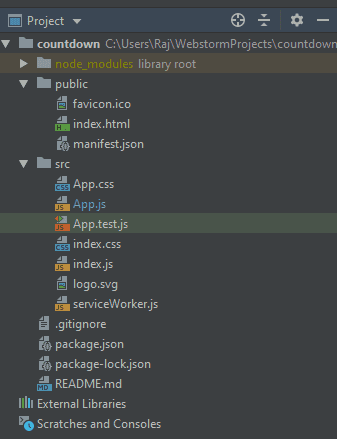 Project
countdown C:\Users\Raj\WebstormProjects\countdown
node_modules library root
public
favicon.ico
index.html
manifest.json
src
App.css
App.js
App.test.js
index.css
index.js
logo.svg
serviceWorker.js
.gitignore
package.json
package-lock.json
README.md
External Libraries
Scratches and Consoles